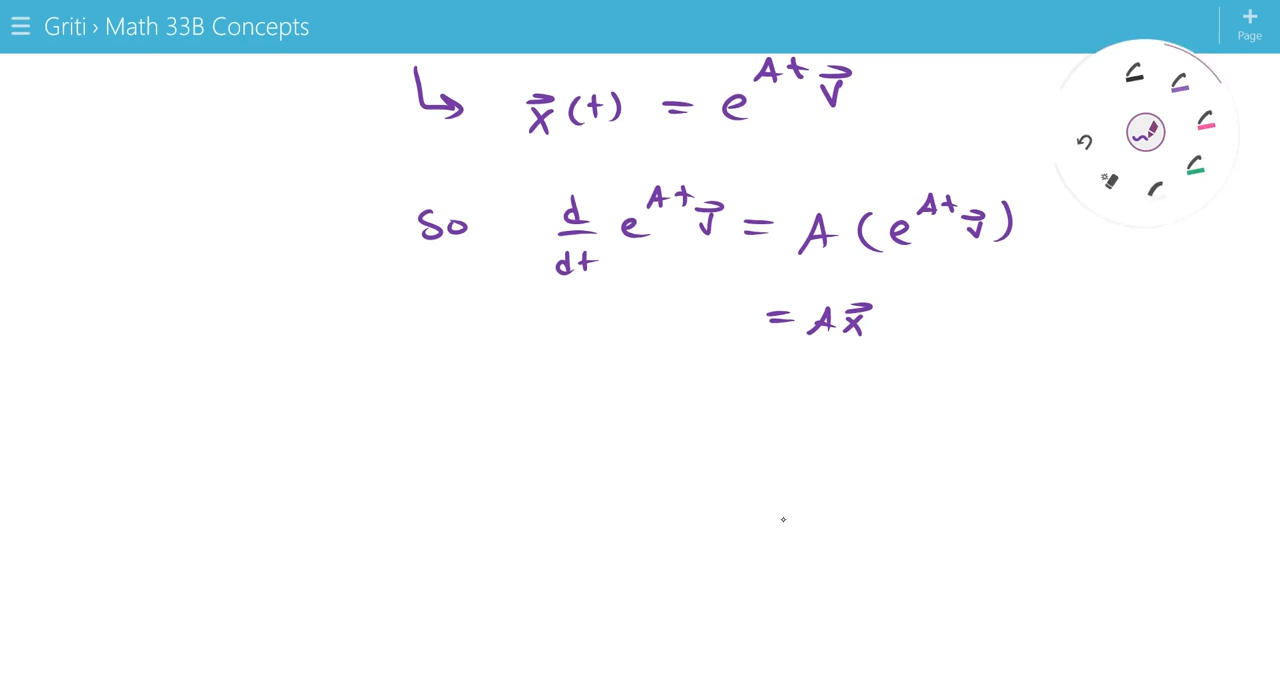 Griti › Math 33B Concepts
Page
↳ x⃗(t) = e^{At} v⃗
So d/dt e^{At} v⃗ = A(e^{At} v⃗)
= A x⃗